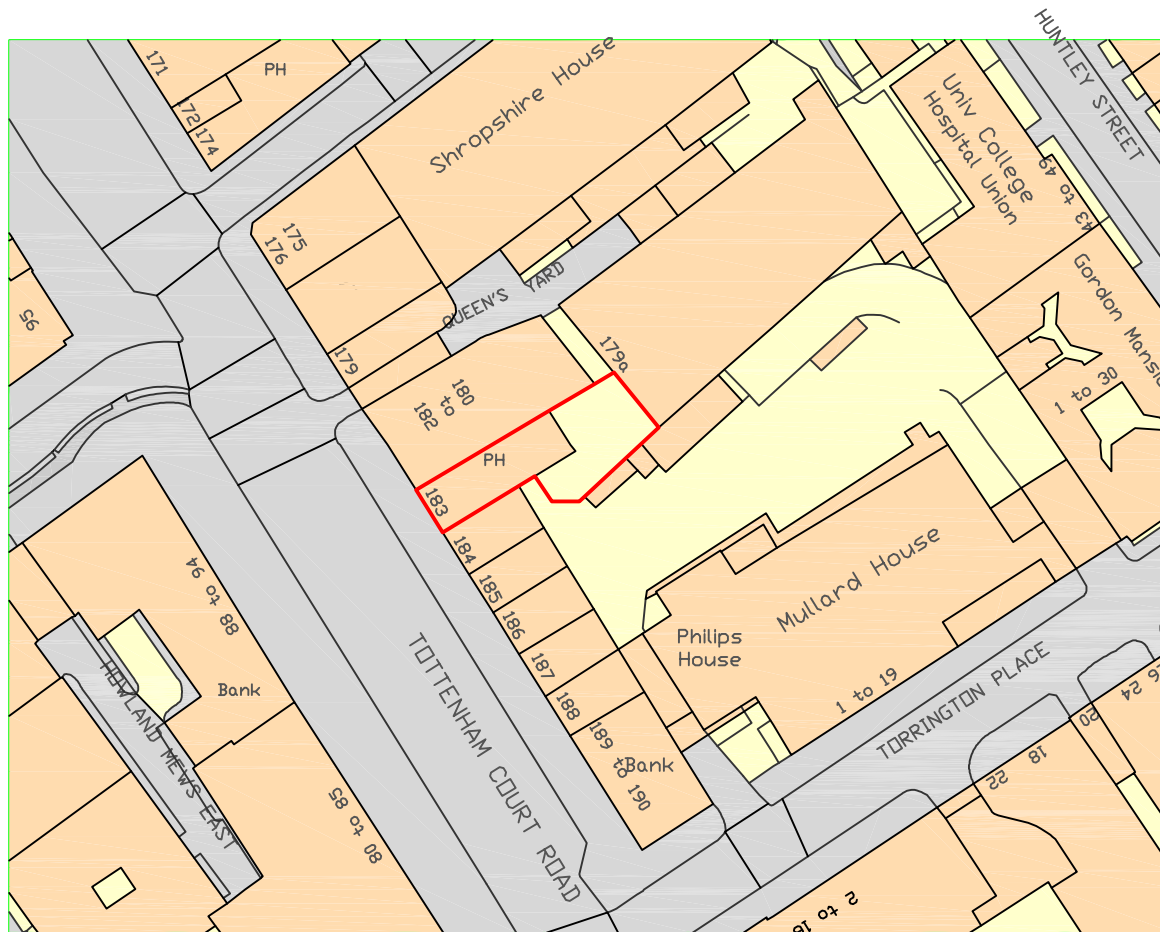 171
PH
172
174
Shropshire House
HUNTLEY STREET
Univ College
Hospital Union
43 to 49
175
176
QUEEN'S YARD
Gordon
95
179
179a
180
to
182
1 to 30
PH
183
184
185
186
187
188
189
to
190
Bank
Mullard House
Philips
House
1 to 19
TORRINGTON PLACE
88 to 94
Bank
HOWLAND MEWS EAST
TOTTENHAM COURT ROAD
80 to 85
18
20
22
24